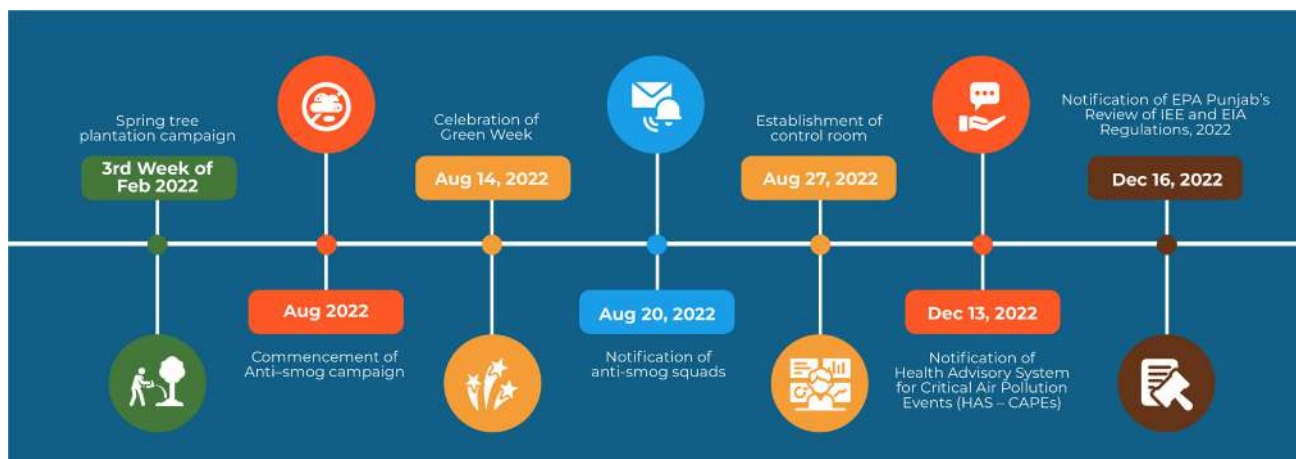 Spring tree
plantation campaign
3rd Week of
Feb 2022
Aug 2022
Commencement of
Anti–smog campaign
Celebration of
Green Week
Aug 14, 2022
Aug 20, 2022
Notification of
anti-smog squads
Establishment of
control room
Aug 27, 2022
Dec 13, 2022
Notification of
Health Advisory System
for Critical Air Pollution
Events (HAS – CAPEs)
Notification of EPA Punjab's
Review of IEE and EIA
Regulations, 2022
Dec 16, 2022